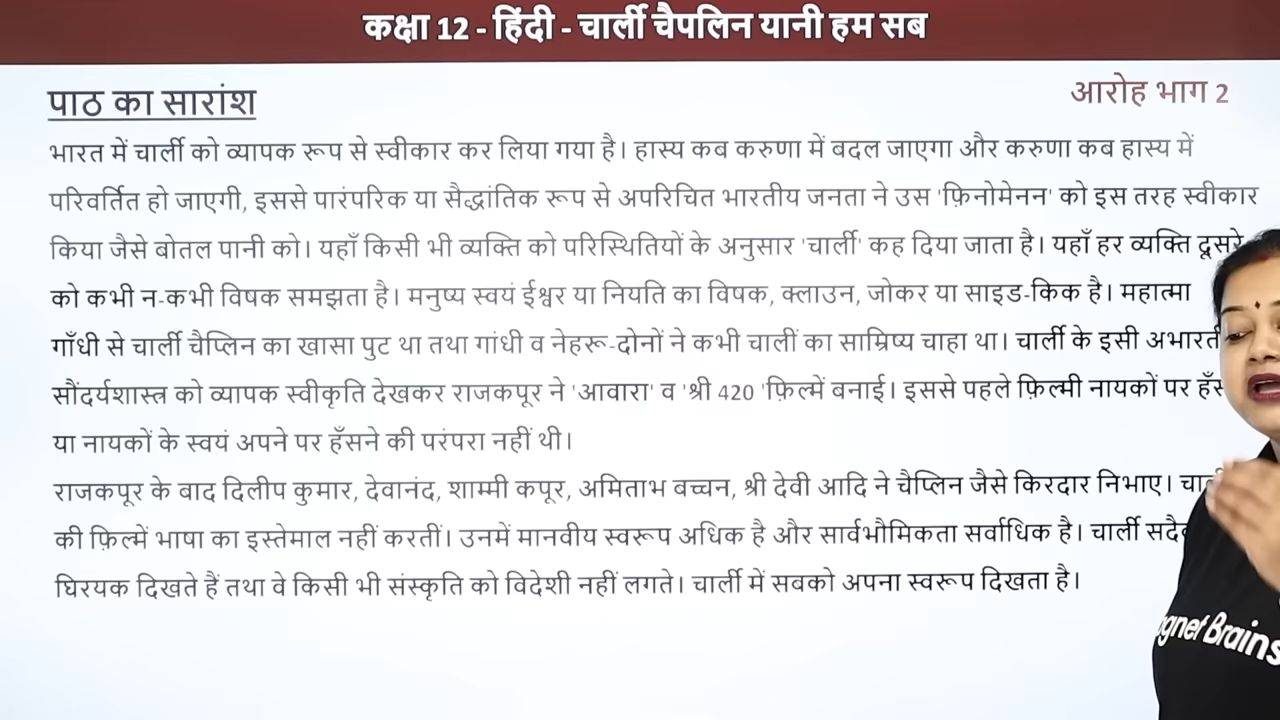 कक्षा 12 - हिंदी - चार्ली चैपलिन यानी हम सब
पाठ का सारांश
आरोह भाग 2
भारत में चार्ली को व्यापक रूप से स्वीकार कर लिया गया है। हास्य कब करुणा में बदल जाएगा और करुणा कब हास्य में
परिवर्तित हो जाएगी, इससे पारंपरिक या सैद्धांतिक रूप से अपरिचित भारतीय जनता ने उस 'फ़िनोमेनन' को इस तरह स्वीकार
किया जैसे बोतल पानी को। यहाँ किसी भी व्यक्ति को परिस्थितियों के अनुसार 'चार्ली' कह दिया जाता है। यहाँ हर व्यक्ति दूसरे
को कभी न-कभी विषक समझता है। मनुष्य स्वयं ईश्वर या नियति का विषक, क्लाउन, जोकर या साइड-किक है। महात्मा
गाँधी से चार्ली चैप्लिन का खासा पुट था तथा गांधी व नेहरू-दोनों ने कभी चालीं का साम्रिष्य चाहा था। चार्ली के इसी
सौंदर्यशास्त्र को व्यापक स्वीकृति देखकर राजकपूर ने 'आवारा' व 'श्री 420 'फ़िल्में बनाई। इससे पहले फ़िल्मी नायकों पर
या नायकों के स्वयं अपने पर हँसने की परंपरा नहीं थी।
राजकपूर के बाद दिलीप कुमार, देवानंद, शाम्मी कपूर, अमिताभ बच्चन, श्री देवी आदि ने चैप्लिन जैसे किरदार निभाए।
की फ़िल्में भाषा का इस्तेमाल नहीं करतीं। उनमें मानवीय स्वरूप अधिक है और सार्वभौमिकता सर्वाधिक है। चार्ली
घिरयक दिखते हैं तथा वे किसी भी संस्कृति को विदेशी नहीं लगते। चार्ली में सबको अपना स्वरूप दिखता है।
Brains